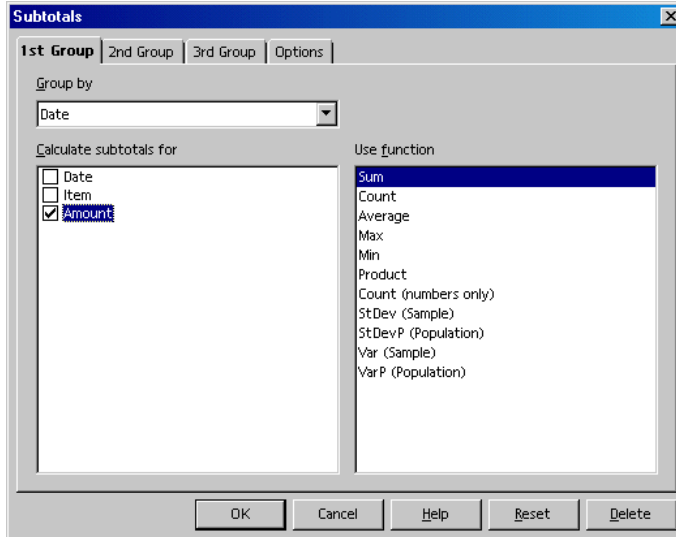 Subtotals
1st Group 2nd Group 3rd Group Options
Group by
Date
Calculate subtotals for
Date
Item
Amount
Use function
Sum
Count
Average
Max
Min
Product
Count (numbers only)
StDev (Sample)
StDevP (Population)
Var (Sample)
VarP (Population)
OK Cancel Help Reset Delete